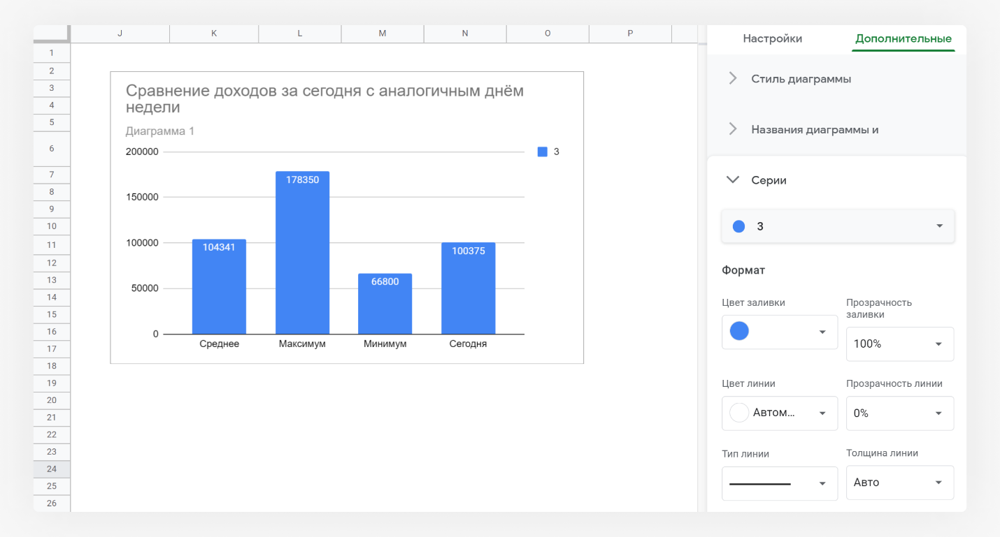 J K L M N O P
1
2
3
4
5
6
7
8
9
10
11
12
13
14
15
16
17
18
19
20
21
22
23
24
25
26
Сравнение доходов за сегодня с аналогичным днём
недели
Диаграмма 1
200000
150000
100000
50000
0
3
104341
178350
66800
100375
Среднее Максимум Минимум Сегодня
Настройки Дополнительные
Стиль диаграммы
Названия диаграммы и
Серии
3
Формат
Цвет заливки
Прозрачность
заливки
100%
Цвет линии Прозрачность линии
Автом... 0%
Тип линии Толщина линии
Авто